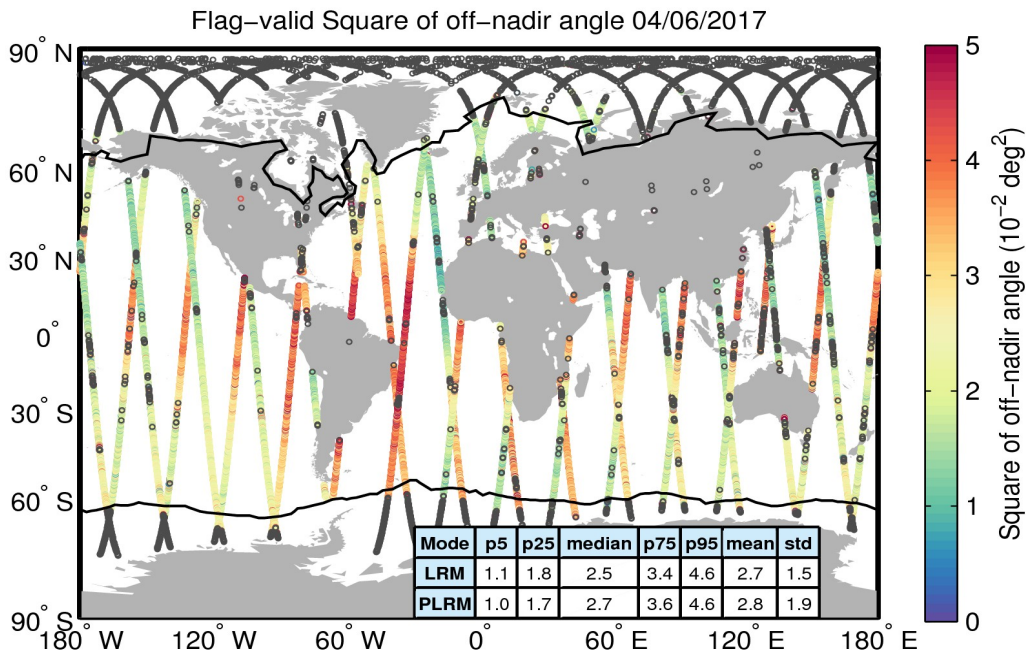 Flag−valid Square of off−nadir angle 04/06/2017
90° N
60° N
30° N
0°
30° S
60° S
90° S
180° W
120° W
60° W
0°
60° E
120° E
180° E
Mode p5 p25 median p75 p95 mean std
LRM 1.1 1.8 2.5 3.4 4.6 2.7 1.5
PLRM 1.0 1.7 2.7 3.6 4.6 2.8 1.9
5
4
3
2
1
0
Square of off−nadir angle (10⁻² deg²)